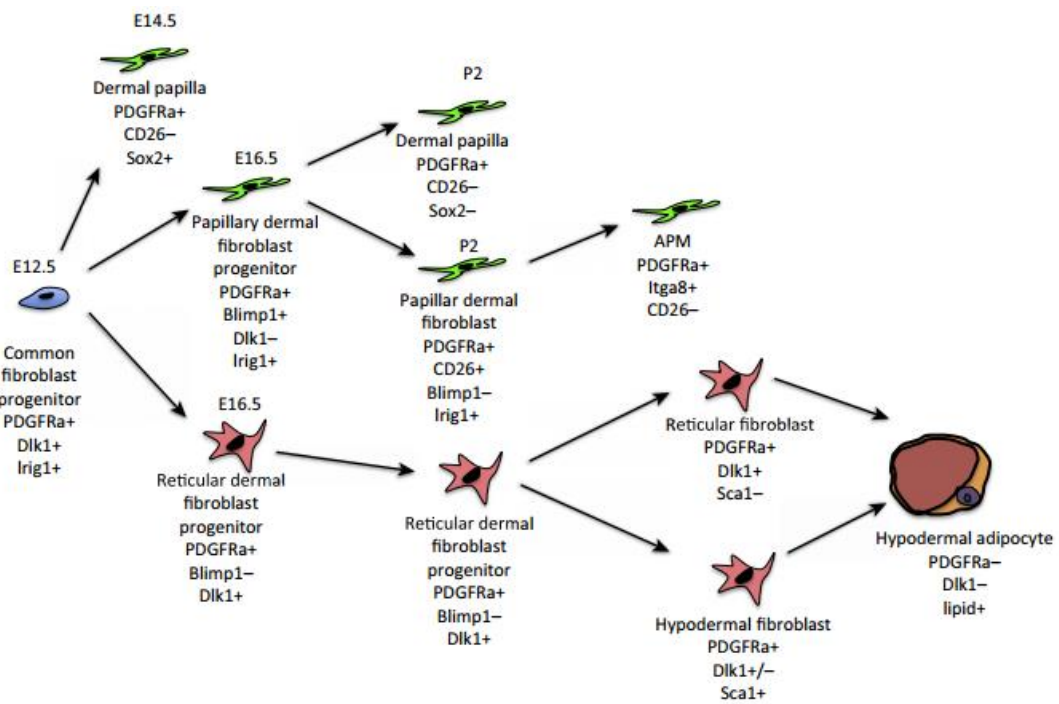 E14.5
Dermal papilla
PDGFRa+
CD26–
Sox2+
E16.5
Papillary dermal
fibroblast
progenitor
PDGFRa+
Blimp1+
Dlk1–
lrig1+
P2
Dermal papilla
PDGFRa+
CD26–
Sox2–
P2
Papillar dermal
fibroblast
PDGFRa+
CD26+
Blimp1–
lrig1+
APM
PDGFRa+
Itga8+
CD26–
E12.5
Common
fibroblast
progenitor
PDGFRa+
Dlk1+
lrig1+
E16.5
Reticular dermal
fibroblast
progenitor
PDGFRa+
Blimp1–
Dlk1+
Reticular dermal
fibroblast
progenitor
PDGFRa+
Blimp1–
Dlk1+
Reticular fibroblast
PDGFRa+
Dlk1+
Sca1–
Hypodermal fibroblast
PDGFRa+
Dlk1+/–
Sca1+
Hypodermal adipocyte
PDGFRa–
Dlk1–
lipid+